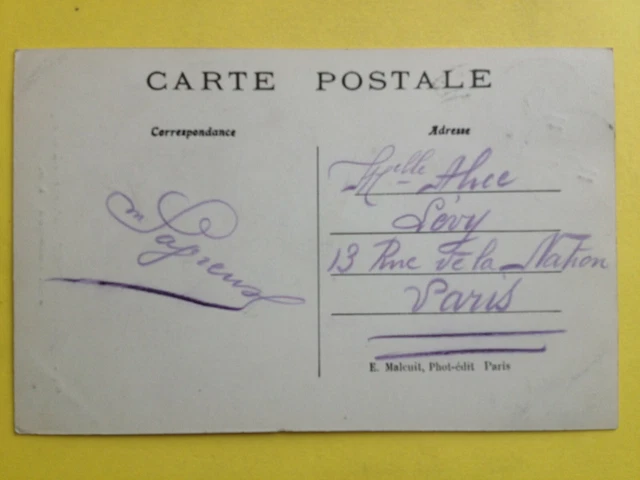 CARTE POSTALE
Correspondance
Adresse
Melle Alice
Lévy
13 Rue de la Nation
Paris
E. Malcuit, Phot-édit Paris